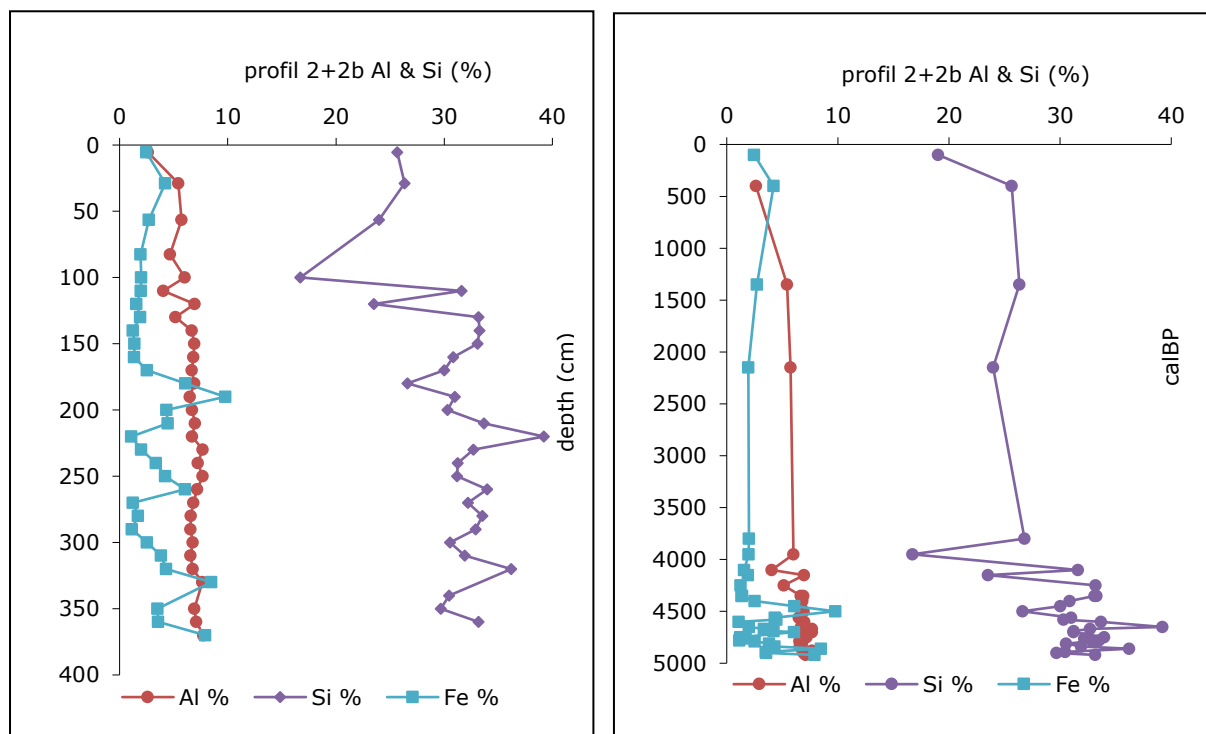 profil 2+2b Al & Si (%)
0 10 20 30 40
0
50
100
150
200
250
300
350
400
depth (cm)
Al % Si % Fe %
profil 2+2b Al & Si (%)
0 10 20 30 40
0
500
1000
1500
2000
2500
3000
3500
4000
4500
5000
calBP
Al % Si % Fe %